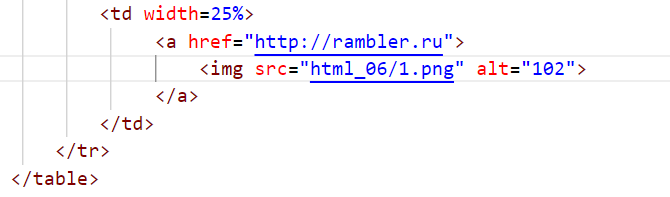 <td width=25%>
<a href="http://rambler.ru">
<img src="html_06/1.png" alt="102">
</a>
</td>
</tr>
</table>